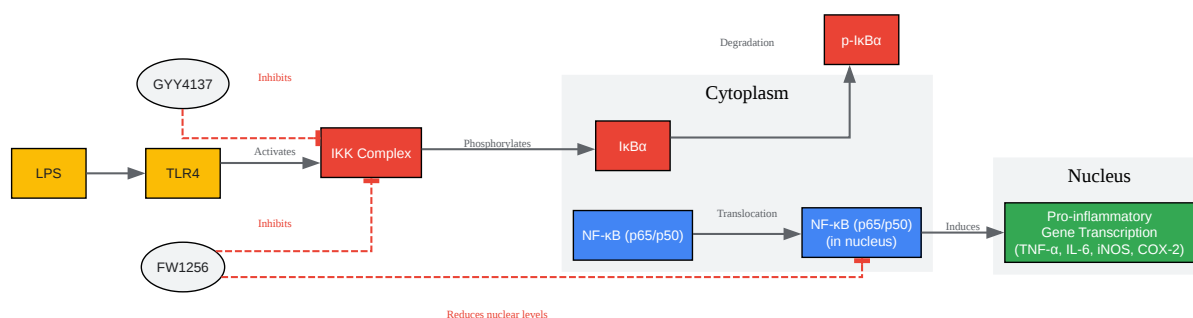 p-IκBα
Degradation
GYY4137
Inhibits
Cytoplasm
LPS
TLR4
Activates
IKK Complex
Phosphorylates
IκBα
Nucleus
Inhibits
NF-κB (p65/p50)
Translocation
NF-κB (p65/p50)
(in nucleus)
Induces
Pro-inflammatory
Gene Transcription
(TNF-α, IL-6, iNOS, COX-2)
FW1256
Reduces nuclear levels